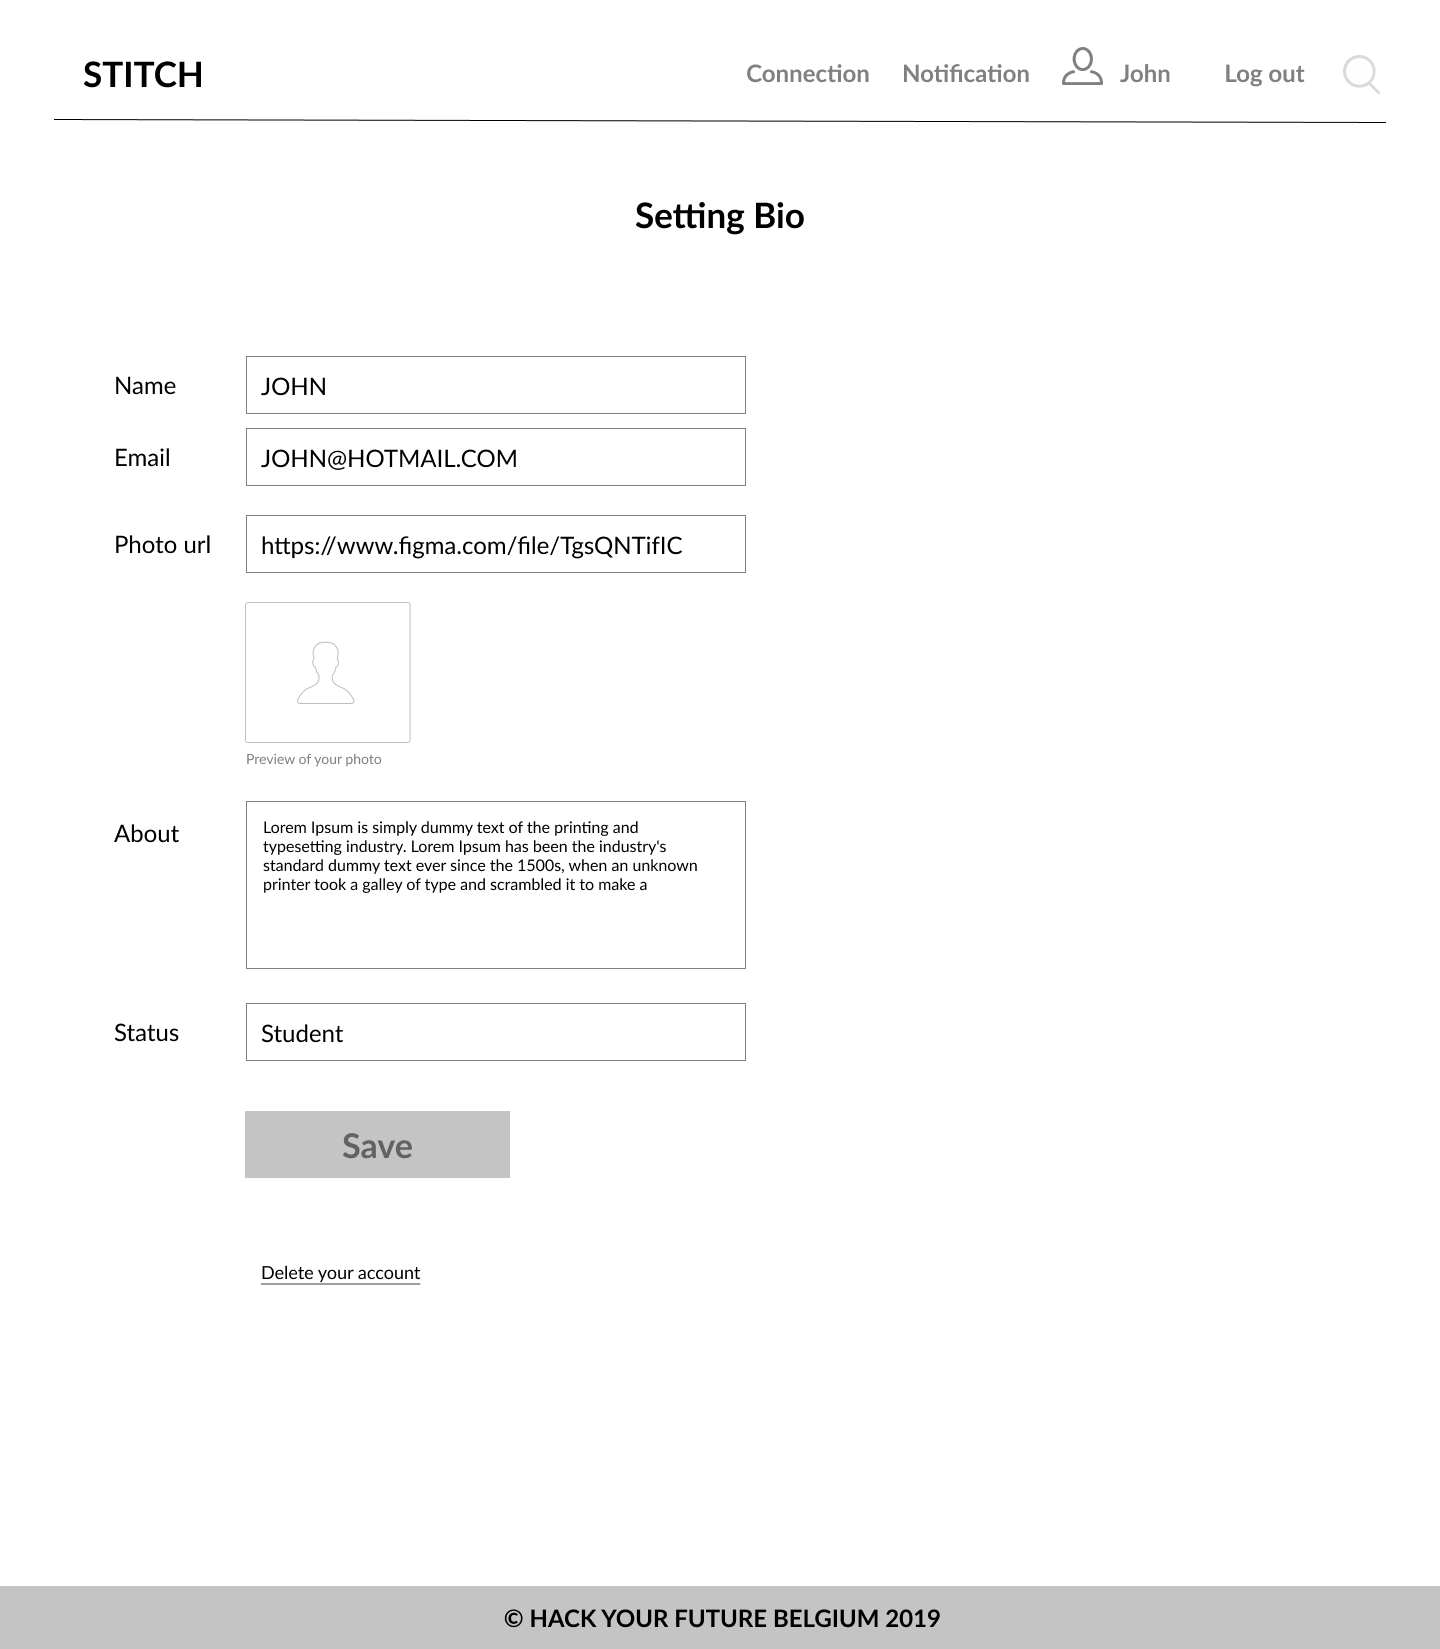 STITCH
Connection Notification John Log out
Setting Bio
Name JOHN
Email JOHN@HOTMAIL.COM
Photo url https://www.figma.com/file/TgsQNTifIC
Preview of your photo
About
Lorem Ipsum is simply dummy text of the printing and
typesetting industry. Lorem Ipsum has been the industry's
standard dummy text ever since the 1500s, when an unknown
printer took a galley of type and scrambled it to make a
Status Student
Save
Delete your account
© HACK YOUR FUTURE BELGIUM 2019